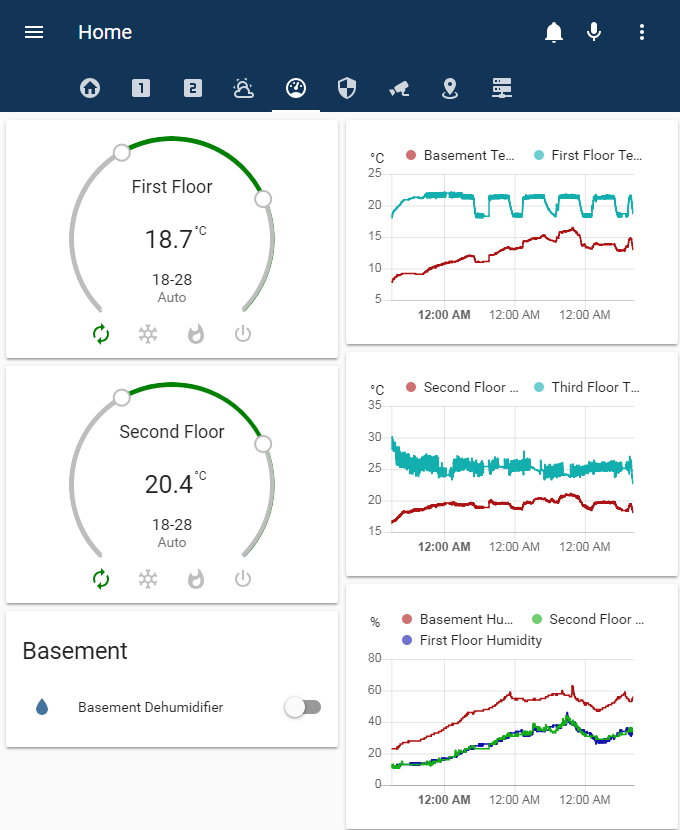 Home
1
2
First Floor
18.7 °C
18-28
Auto
Second Floor
20.4 °C
18-28
Auto
Basement
Basement Dehumidifier
°C
Basement Te...
First Floor Te...
25
20
15
10
5
12:00 AM
12:00 AM
12:00 AM
°C
Second Floor ...
Third Floor T...
35
30
25
20
15
12:00 AM
12:00 AM
12:00 AM
%
Basement Hu...
Second Floor ...
First Floor Humidity
80
60
40
20
0
12:00 AM
12:00 AM
12:00 AM